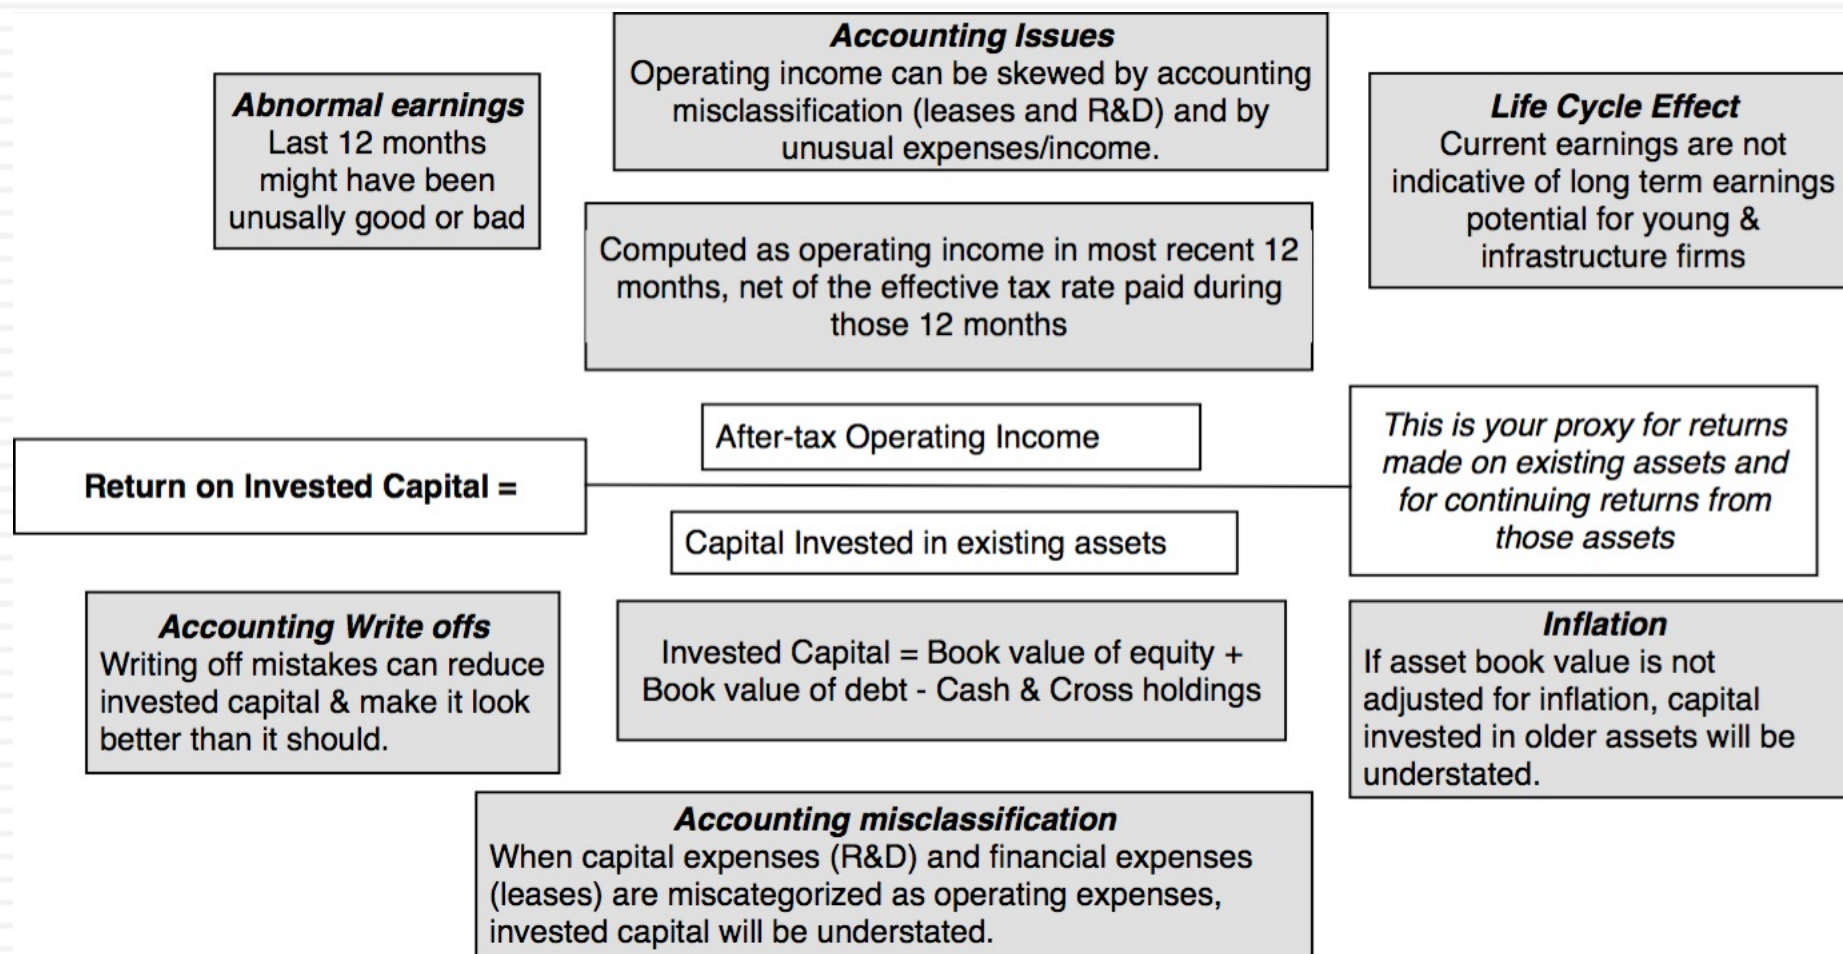 Accounting Issues
Operating income can be skewed by accounting
misclassification (leases and R&D) and by
unusual expenses/income.
Abnormal earnings
Last 12 months
might have been
unusally good or bad
Life Cycle Effect
Current earnings are not
indicative of long term earnings
potential for young &
infrastructure firms
Computed as operating income in most recent 12
months, net of the effective tax rate paid during
those 12 months
Return on Invested Capital =
After-tax Operating Income
Capital Invested in existing assets
This is your proxy for returns
made on existing assets and
for continuing returns from
those assets
Accounting Write offs
Writing off mistakes can reduce
invested capital & make it look
better than it should.
Invested Capital = Book value of equity +
Book value of debt - Cash & Cross holdings
Inflation
If asset book value is not
adjusted for inflation, capital
invested in older assets will be
understated.
Accounting misclassification
When capital expenses (R&D) and financial expenses
(leases) are miscategorized as operating expenses,
invested capital will be understated.